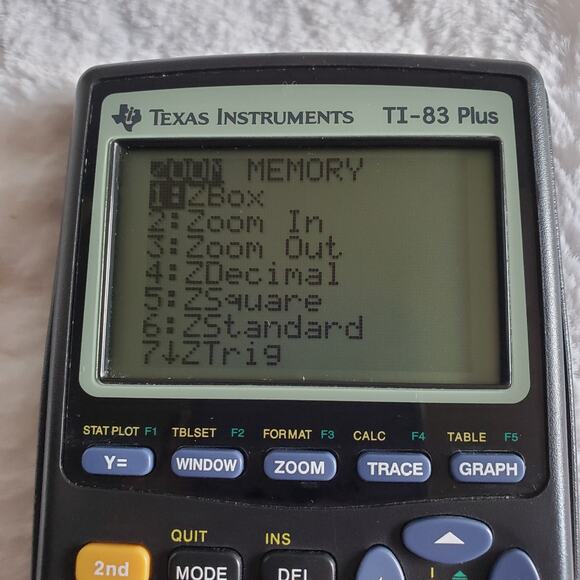 TEXAS INSTRUMENTS TI-83 Plus
ZOOM MEMORY
1:ZBox
2:Zoom In
3:Zoom Out
4:ZDecimal
5:ZSquare
6:ZStandard
7↓ZTrig
STAT PLOT F1 TBLSET F2 FORMAT F3 CALC F4 TABLE F5
Y= WINDOW ZOOM TRACE GRAPH
QUIT INS
2nd MODE DEL